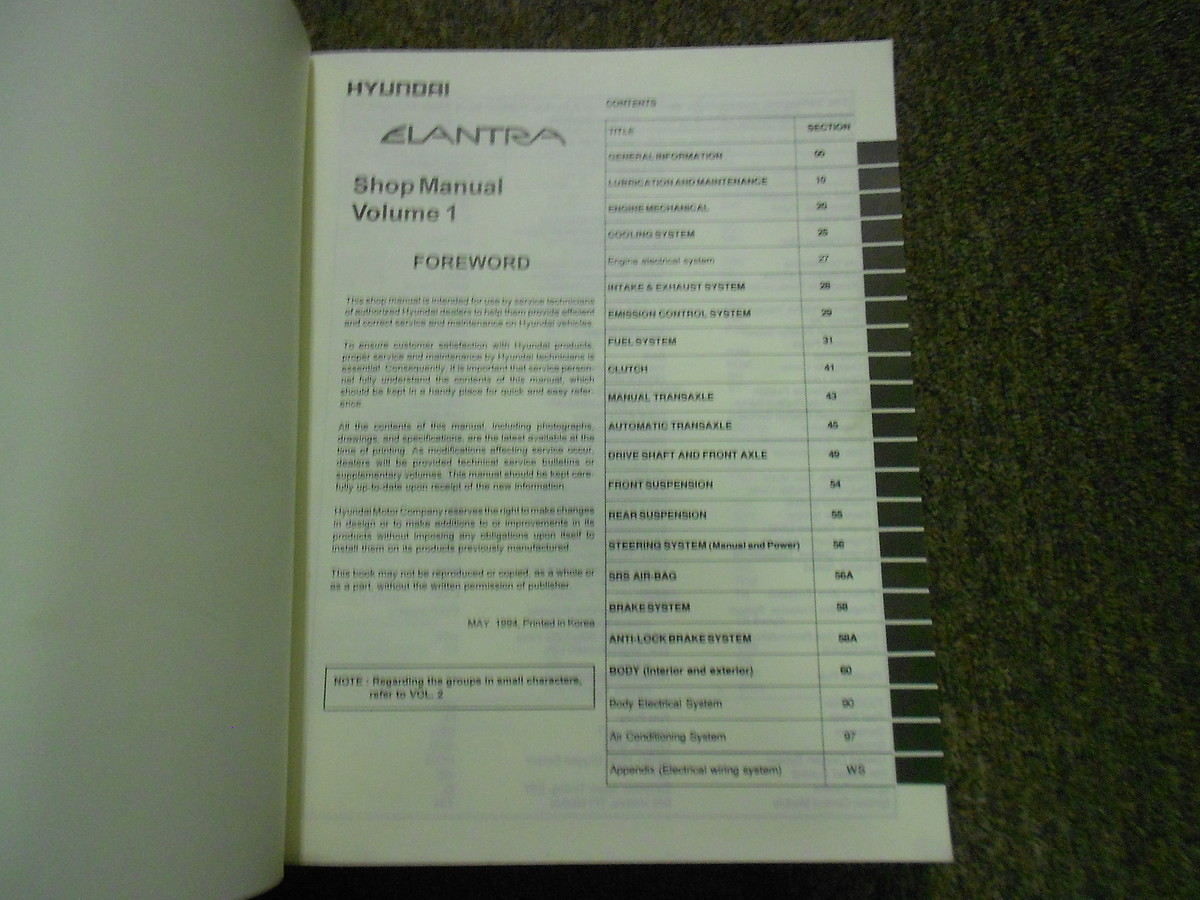 HYUNDAI
ELANTRA
Shop Manual
Volume 1
FOREWORD
This shop manual is intended for use by service technicians
of authorized Hyundai dealers to help them provide efficient
and correct service and maintenance on Hyundai vehicles.
To ensure customer satisfaction with Hyundai products,
proper service and maintenance by Hyundai technicians is
essential. Consequently, it is important that service person-
nel fully understand the contents of this manual, which
should be kept in a handy place for quick and easy refer-
ence.
All the contents of this manual, including photographs,
drawings, and specifications, are the latest available at the
time of printing. As modifications affecting service occur,
dealers will be provided technical service bulletins or
supplementary volumes. This manual should be kept care-
fully up-to-date upon receipt of the new information.
Hyundai Motor Company reserves the right to make changes
in design or to make additions to or improvements in its
products without imposing any obligations upon itself to
install them on its products previously manufactured.
This book may not be reproduced or copied, as a whole or
as a part, without the written permission of publisher.
MAY. 1994, Printed in Korea
NOTE : Regarding the groups in small characters,
refer to VOL. 2
CONTENTS
TITLE SECTION
GENERAL INFORMATION 00
LUBRICATION AND MAINTENANCE 10
ENGINE MECHANICAL 20
COOLING SYSTEM 25
Engine electrical system 27
INTAKE & EXHAUST SYSTEM 28
EMISSION CONTROL SYSTEM 29
FUEL SYSTEM 31
CLUTCH 41
MANUAL TRANSAXLE 43
AUTOMATIC TRANSAXLE 45
DRIVE SHAFT AND FRONT AXLE 49
FRONT SUSPENSION 54
REAR SUSPENSION 55
STEERING SYSTEM (Manual and Power) 56
SRS AIR-BAG 56A
BRAKE SYSTEM 58
ANTI-LOCK BRAKE SYSTEM 58A
BODY (Interior and exterior) 60
Body Electrical System 90
Air Conditioning System 97
Appendix (Electrical wiring system) WS